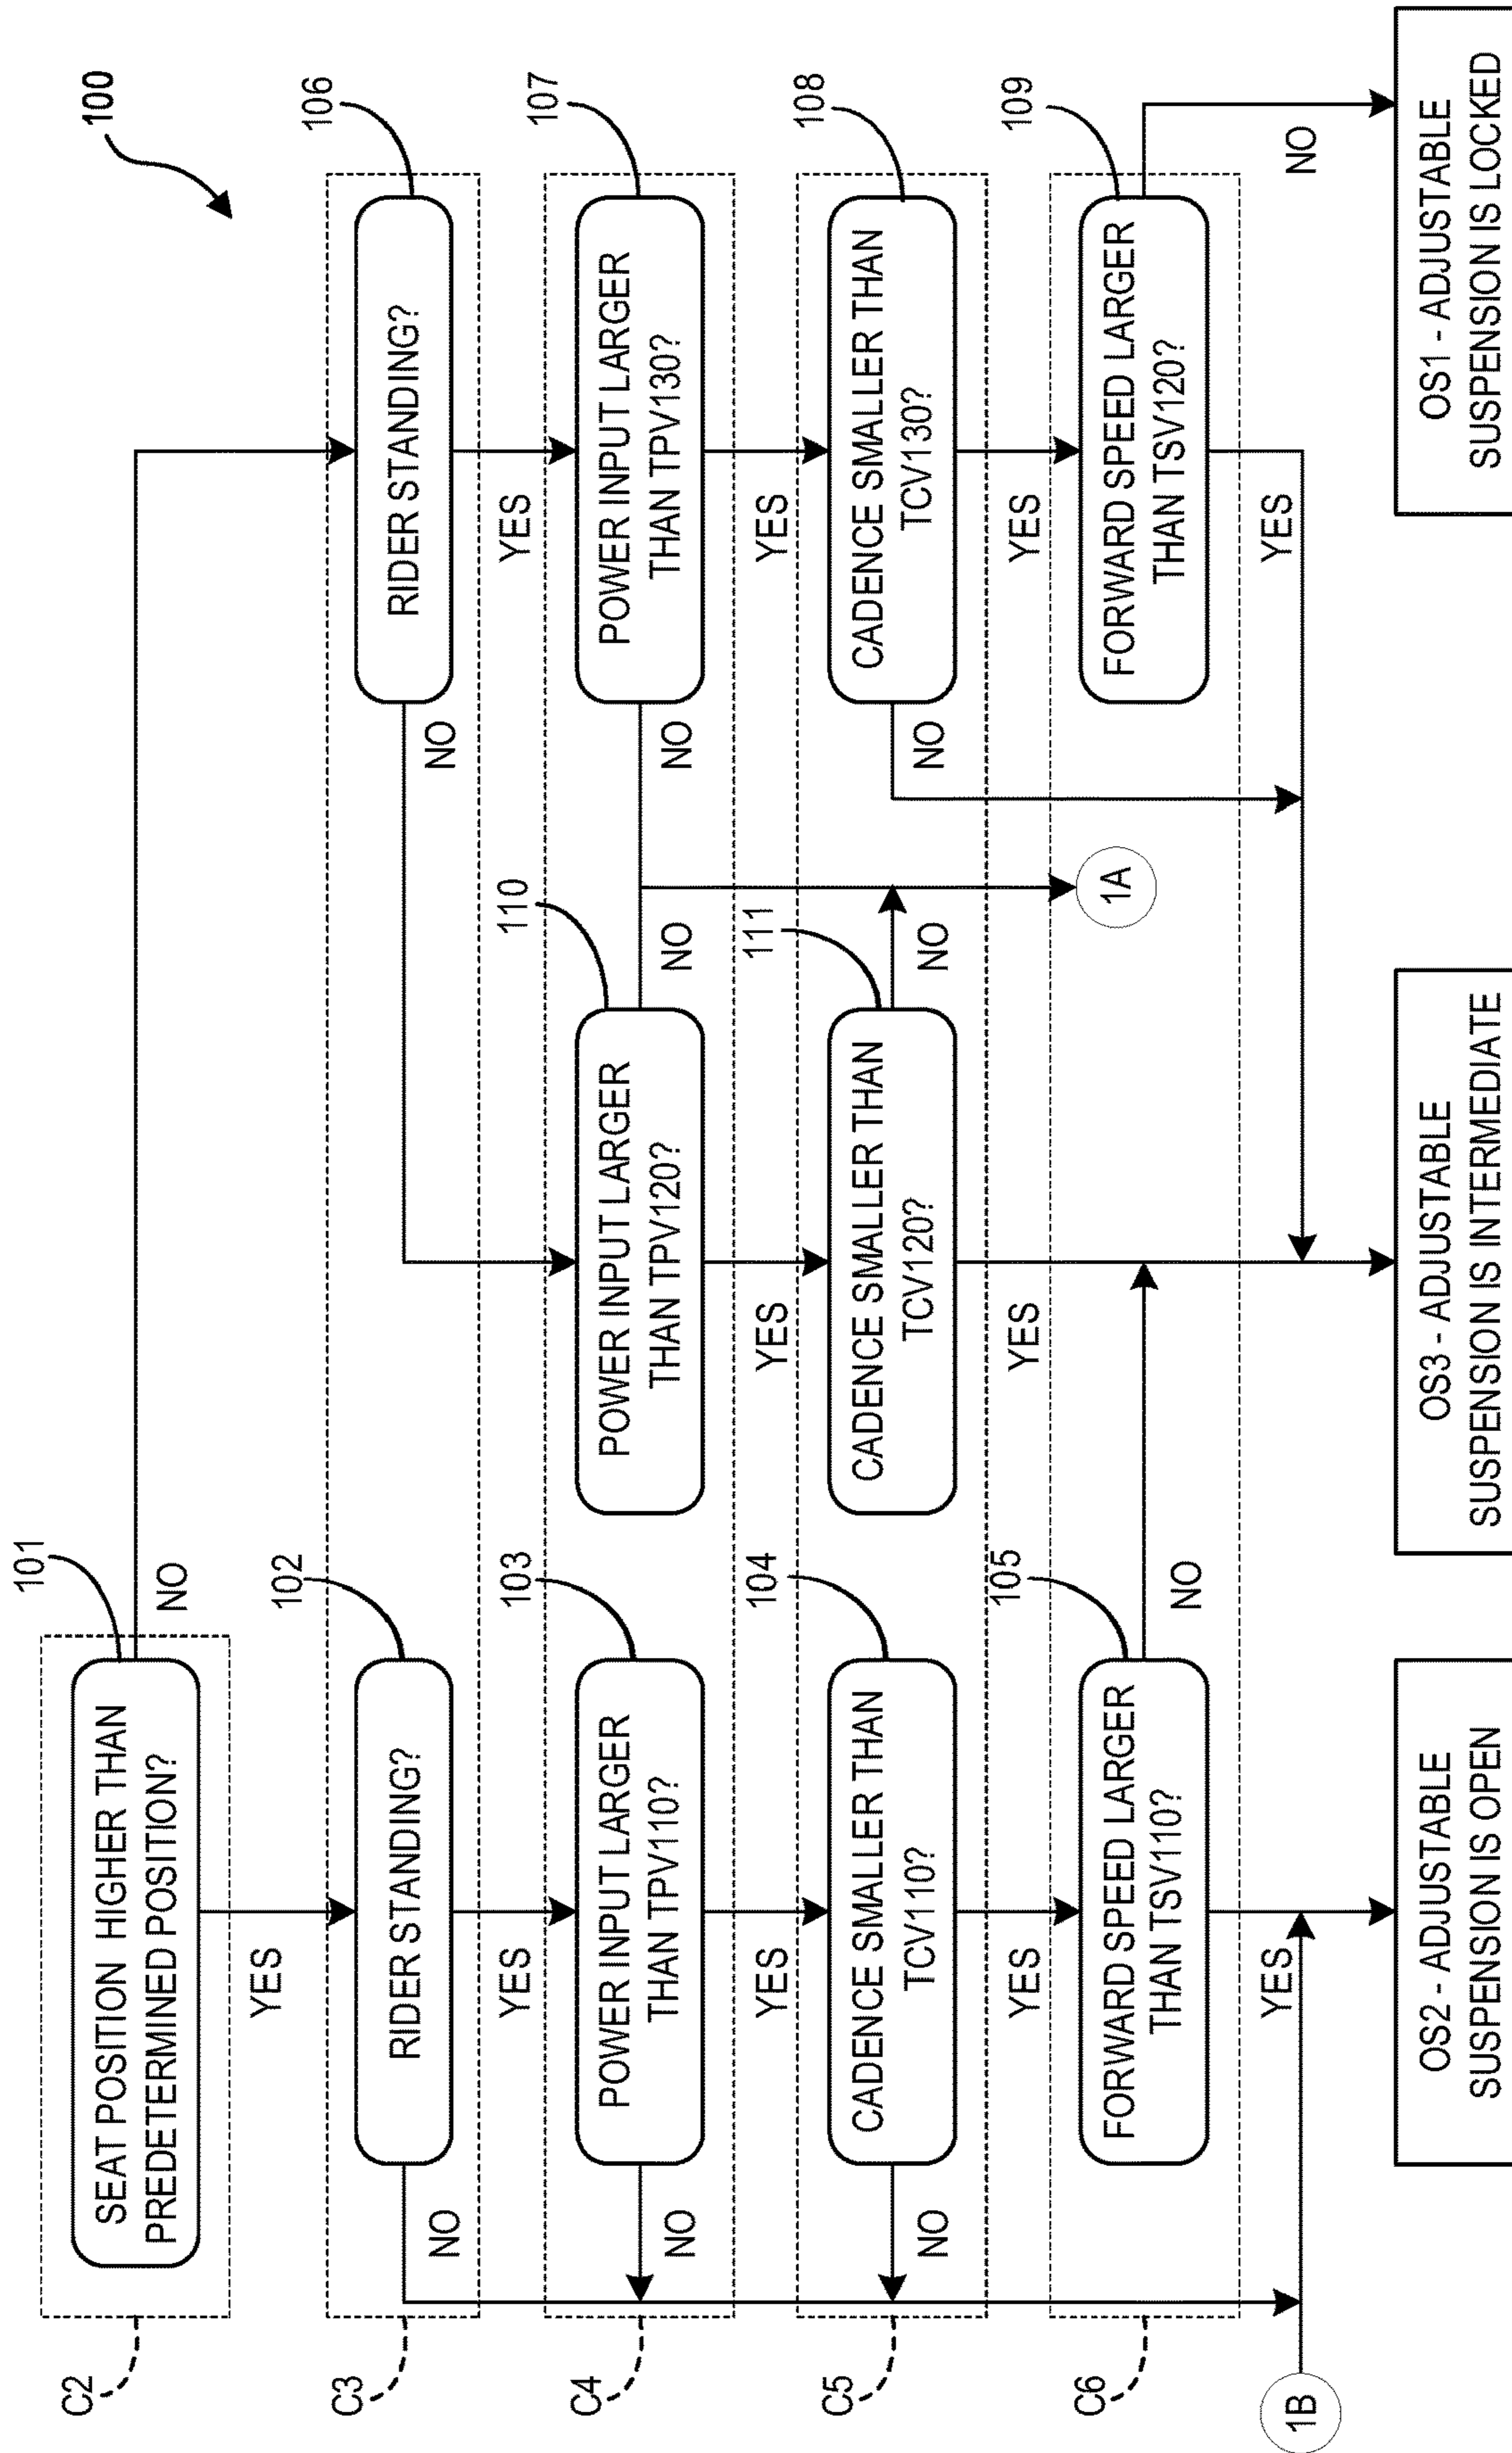 100
101
SEAT POSITION HIGHER THAN
PREDETERMINED POSITION?
C2
NO
YES
102
106
RIDER STANDING?
RIDER STANDING?
C3
NO
YES
NO
YES
103
110
107
POWER INPUT LARGER
THAN TPV110?
POWER INPUT LARGER
THAN TPV120?
POWER INPUT LARGER
THAN TPV130?
C4
NO
YES
NO
YES
NO
YES
104
111
108
CADENCE SMALLER THAN
TCV110?
CADENCE SMALLER THAN
TCV120?
CADENCE SMALLER THAN
TCV130?
C5
NO
YES
NO
YES
NO
YES
105
109
FORWARD SPEED LARGER
THAN TSV110?
1A
FORWARD SPEED LARGER
THAN TSV120?
C6
NO
YES
YES
NO
1B
OS2 - ADJUSTABLE
SUSPENSION IS OPEN
OS3 - ADJUSTABLE
SUSPENSION IS INTERMEDIATE
OS1 - ADJUSTABLE
SUSPENSION IS LOCKED